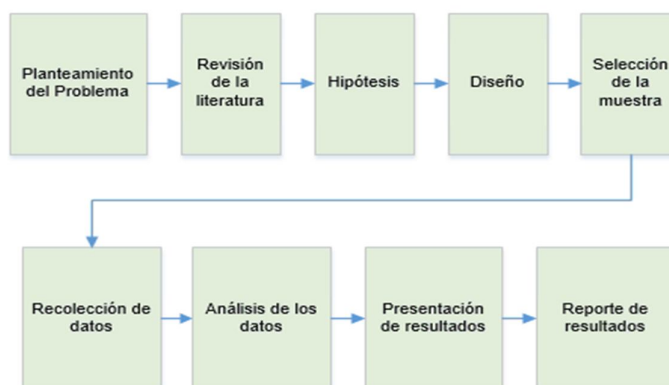 Planteamiento
del Problema
Revisión
de la
literatura
Hipótesis
Diseño
Selección
de la
muestra
Recolección de
datos
Análisis de los
datos
Presentación
de resultados
Reporte de
resultados